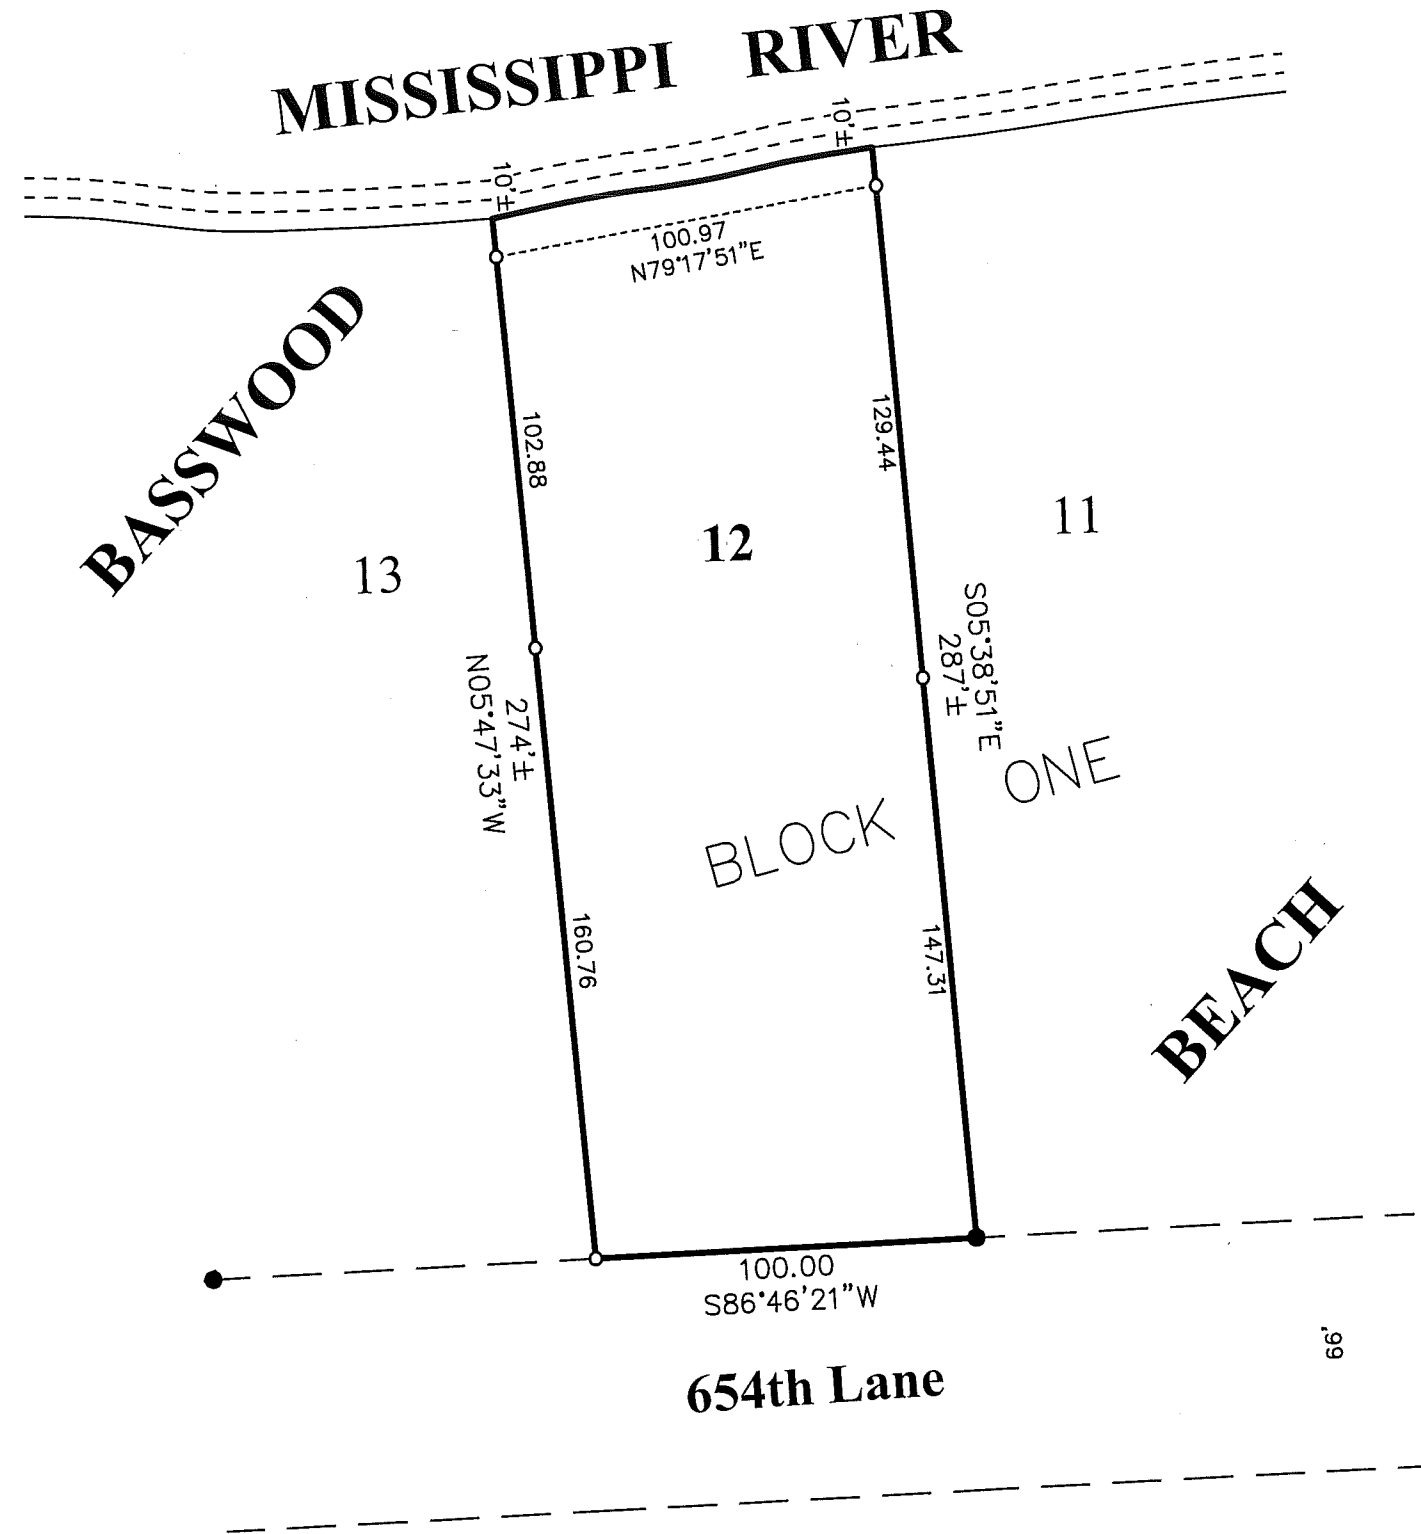 MISSISSIPPI RIVER
10'±
10'±
100.97
N79°17'51"E
BASSWOOD
102.88
129.44
12
11
13
S05°38'51"E
287'±
274'±
N05°47'33"W
ONE
BLOCK
160.76
147.31
BEACH
100.00
S86°46'21"W
66'
654th Lane